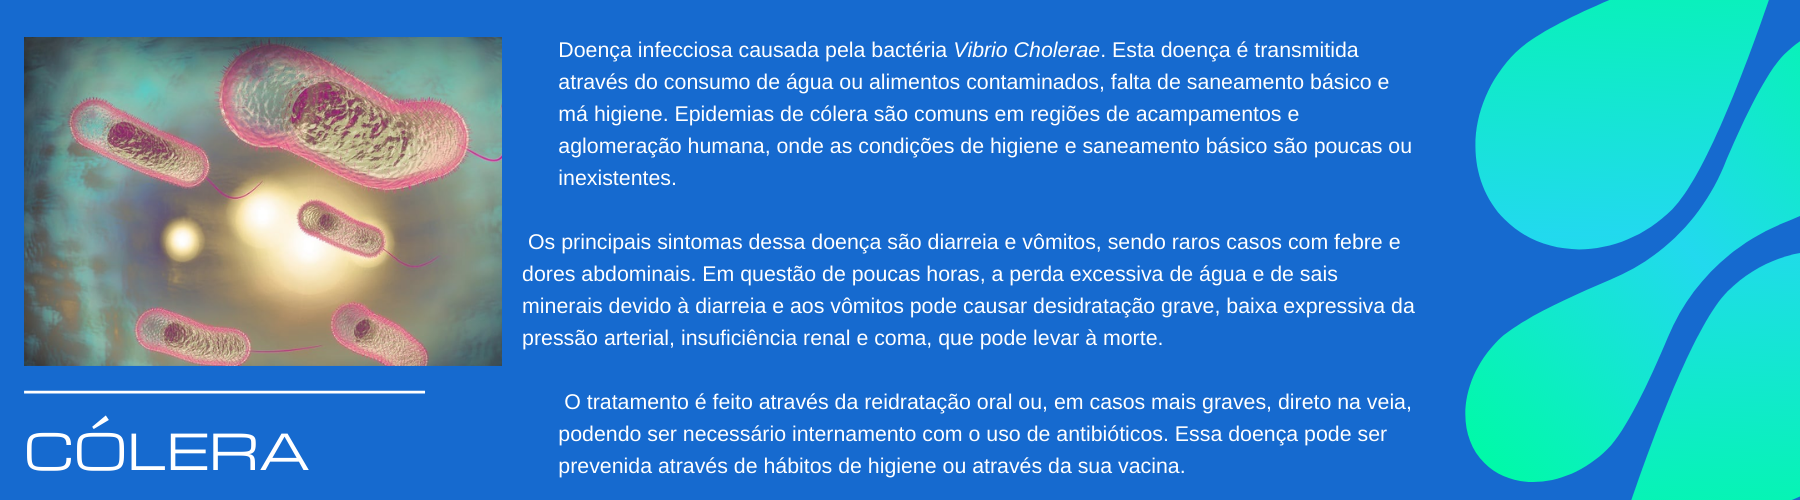 Doença infecciosa causada pela bactéria Vibrio Cholerae. Esta doença é transmitida
através do consumo de água ou alimentos contaminados, falta de saneamento básico e
má higiene. Epidemias de cólera são comuns em regiões de acampamentos e
aglomeração humana, onde as condições de higiene e saneamento básico são poucas ou
inexistentes.
Os principais sintomas dessa doença são diarreia e vômitos, sendo raros casos com febre e
dores abdominais. Em questão de poucas horas, a perda excessiva de água e de sais
minerais devido à diarreia e aos vômitos pode causar desidratação grave, baixa expressiva da
pressão arterial, insuficiência renal e coma, que pode levar à morte.
O tratamento é feito através da reidratação oral ou, em casos mais graves, direto na veia,
podendo ser necessário internamento com o uso de antibióticos. Essa doença pode ser
prevenida através de hábitos de higiene ou através da sua vacina.
CÓLERA